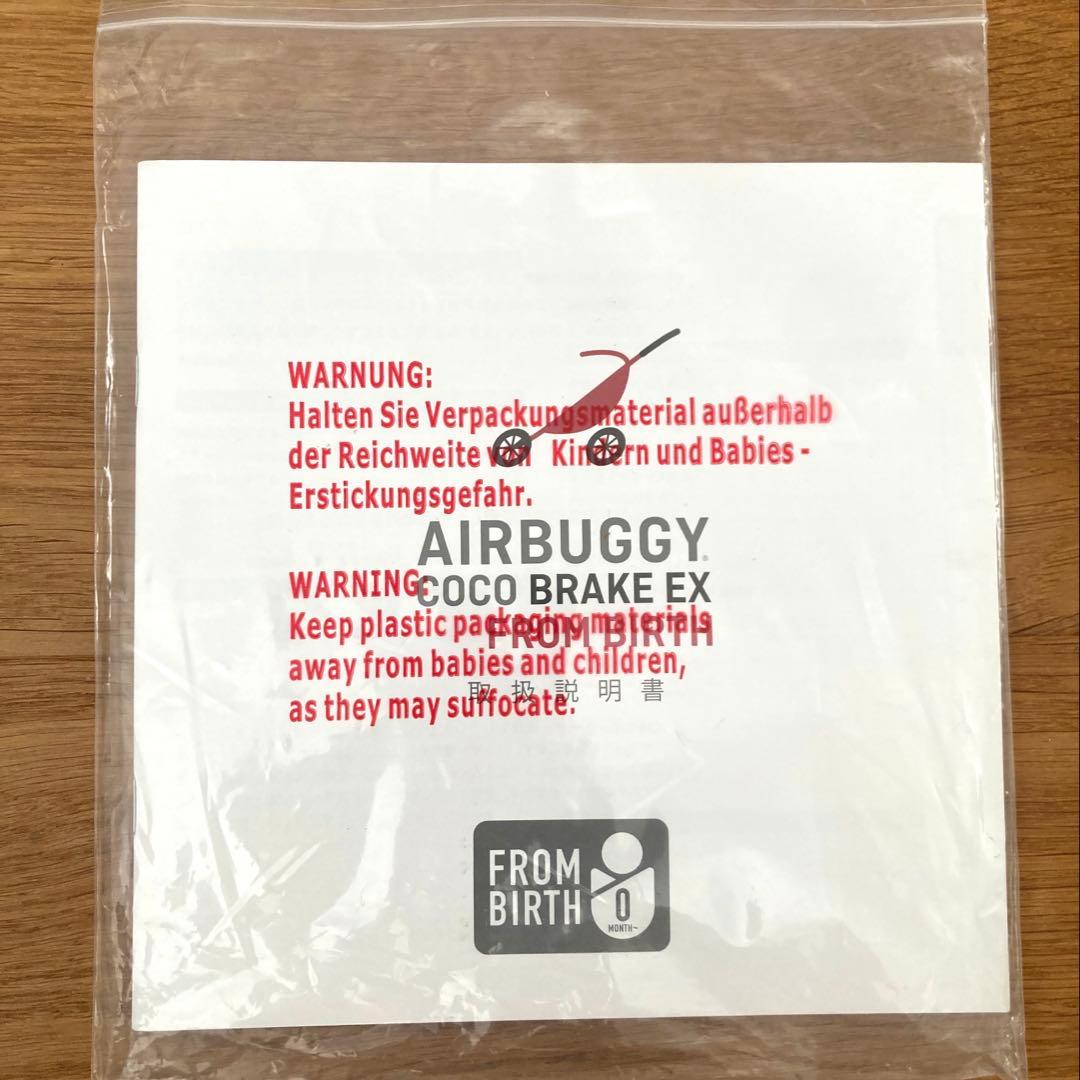 WARNUNG:
Halten Sie Verpackungsmaterial außerhalb
der Reichweite von Kindern und Babies -
Erstickungsgefahr.
AIRBUGGY.
COCO BRAKE EX
FROM BIRTH
取扱説明書
WARNING:
Keep plastic packaging materials
away from babies and children,
as they may suffocate.
FROM
BIRTH
0
MONTH~